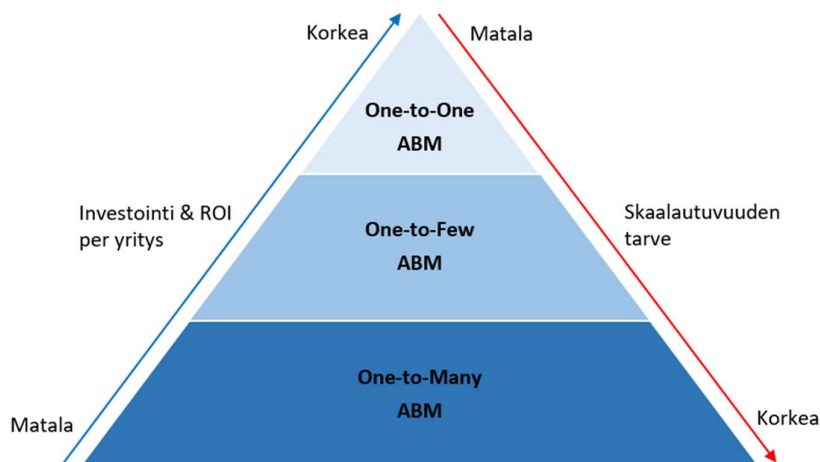 Korkea
Matala
One-to-One
ABM
Investointi & ROI
per yritys
One-to-Few
ABM
Skaalautuvuuden
tarve
One-to-Many
ABM
Matala
Korkea